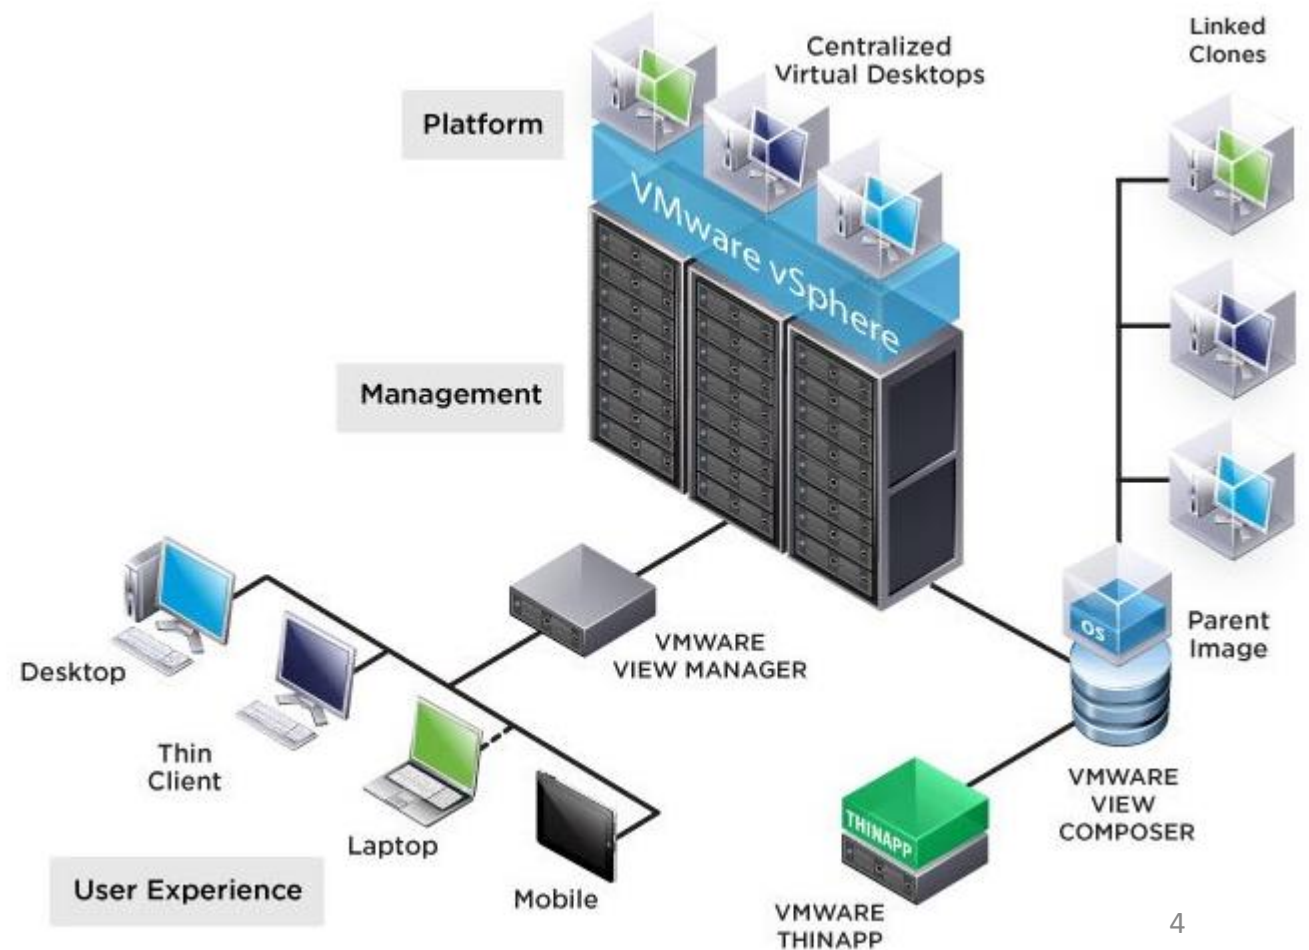 Centralized
Virtual Desktops
Linked
Clones
Platform
VMware vSphere
Management
VMWARE
VIEW MANAGER
OS
Parent
Image
Desktop
Thin
Client
Laptop
Mobile
User Experience
THINAPP
VMWARE
THINAPP
VMWARE
VIEW
COMPOSER
4